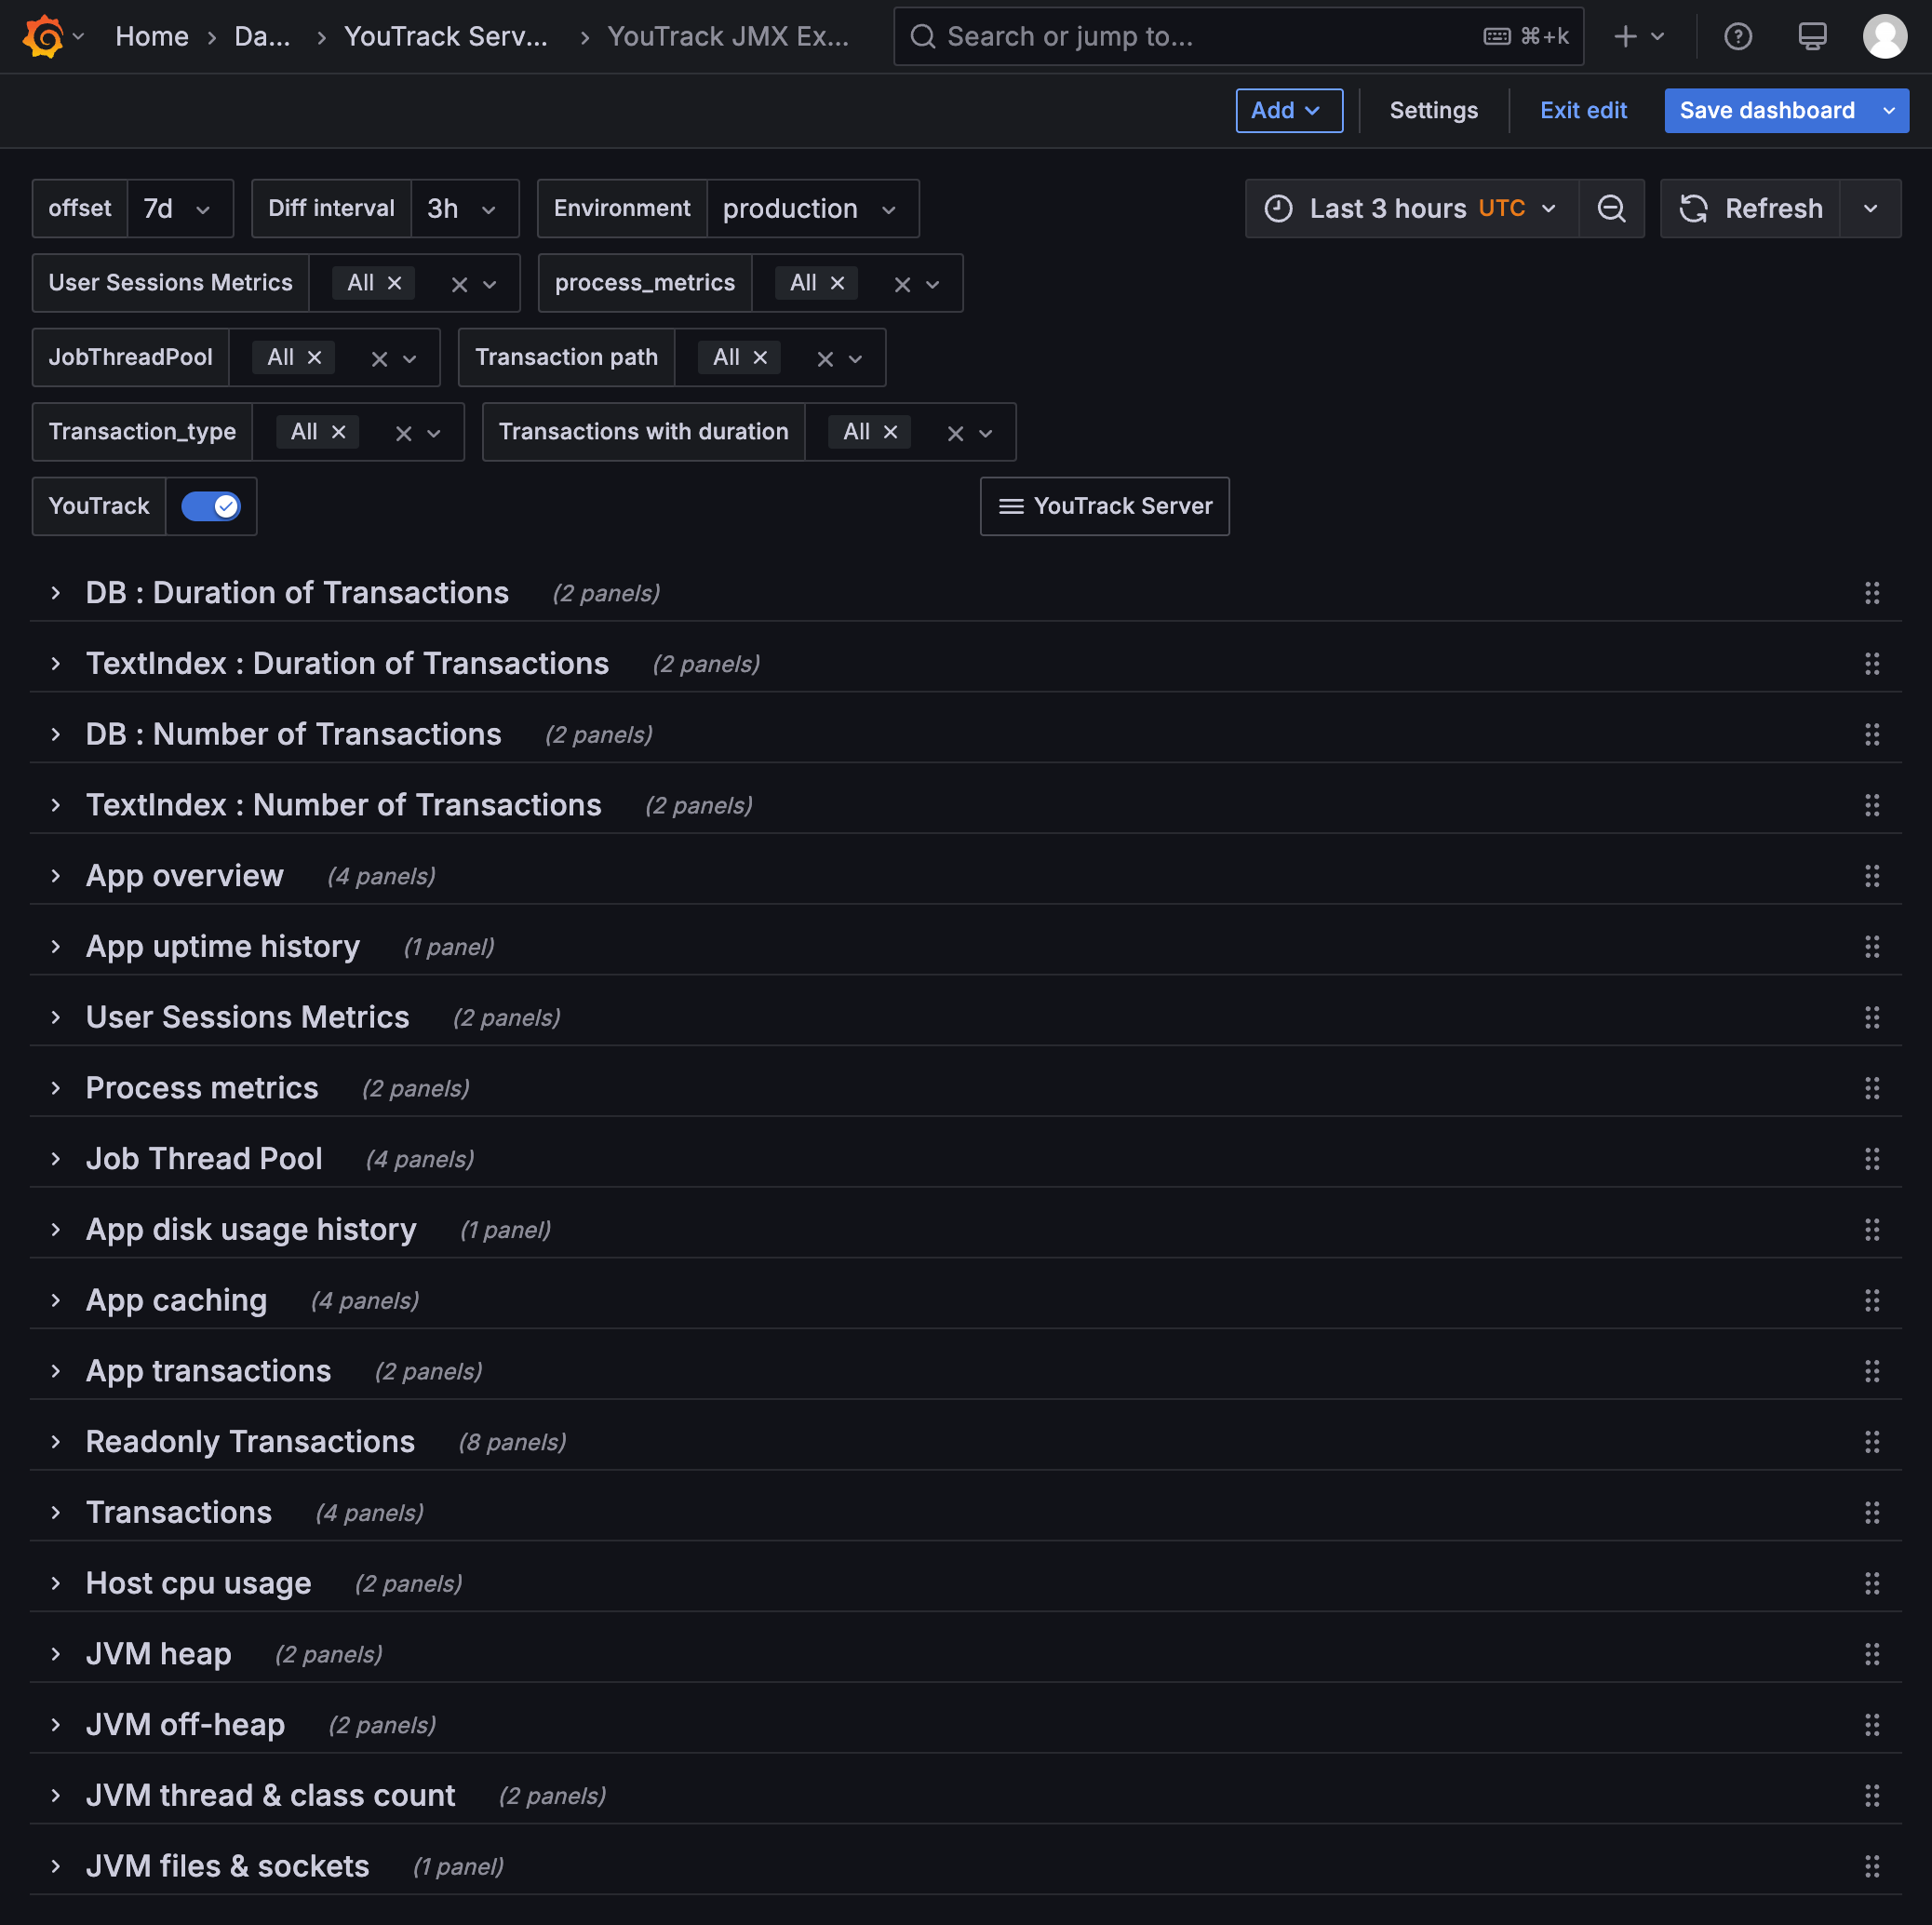 Home › Da... › YouTrack Serv... › YouTrack JMX Ex... Search or jump to... ⌘+k
Add Settings Exit edit Save dashboard
offset 7d Diff interval 3h Environment production Last 3 hours UTC Refresh
User Sessions Metrics All process_metrics All
JobThreadPool All Transaction path All
Transaction_type All Transactions with duration All
YouTrack YouTrack Server
DB : Duration of Transactions (2 panels)
TextIndex : Duration of Transactions (2 panels)
DB : Number of Transactions (2 panels)
TextIndex : Number of Transactions (2 panels)
App overview (4 panels)
App uptime history (1 panel)
User Sessions Metrics (2 panels)
Process metrics (2 panels)
Job Thread Pool (4 panels)
App disk usage history (1 panel)
App caching (4 panels)
App transactions (2 panels)
Readonly Transactions (8 panels)
Transactions (4 panels)
Host cpu usage (2 panels)
JVM heap (2 panels)
JVM off-heap (2 panels)
JVM thread & class count (2 panels)
JVM files & sockets (1 panel)